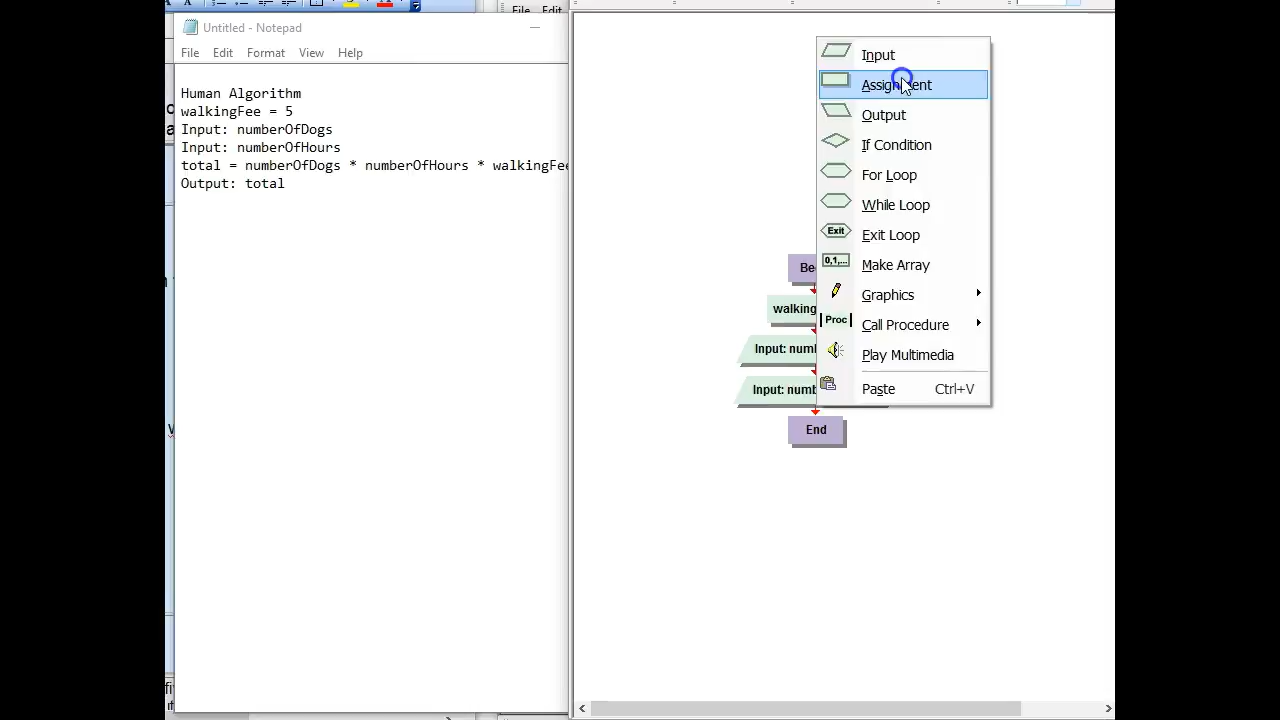 File Edit
Untitled - Notepad
File Edit Format View Help
Human Algorithm
walkingFee = 5
Input: numberOfDogs
Input: numberOfHours
total = numberOfDogs * numberOfHours * walkingFee
Output: total
Input
Assignment
Output
If Condition
For Loop
While Loop
Exit Exit Loop
0,1,... Make Array
Graphics
Proc Call Procedure
Play Multimedia
Paste Ctrl+V
Be
walking
Input: numb
Input: numb
End